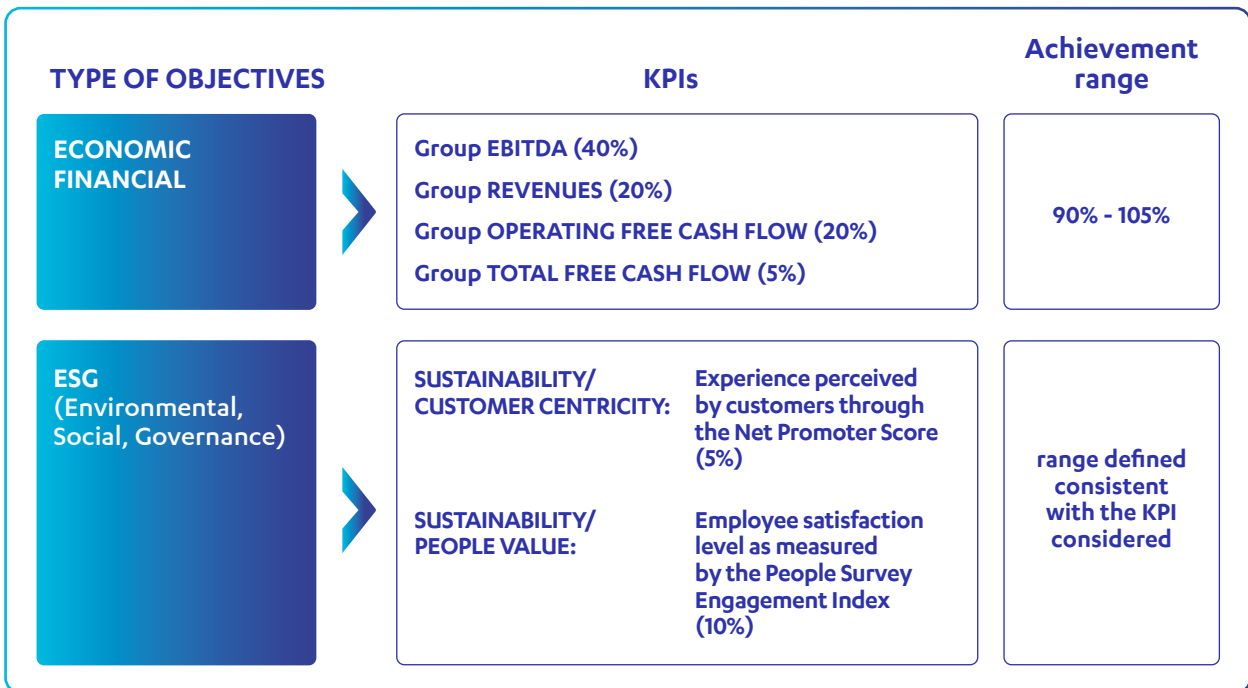 TYPE OF OBJECTIVES
KPIs
Achievement
range
ECONOMIC
FINANCIAL
Group EBITDA (40%)
Group REVENUES (20%)
Group OPERATING FREE CASH FLOW (20%)
Group TOTAL FREE CASH FLOW (5%)
90% - 105%
ESG
(Environmental,
Social, Governance)
SUSTAINABILITY/
CUSTOMER CENTRICITY:
Experience perceived
by customers through
the Net Promoter Score
(5%)
SUSTAINABILITY/
PEOPLE VALUE:
Employee satisfaction
level as measured
by the People Survey
Engagement Index
(10%)
range defined
consistent
with the KPI
considered